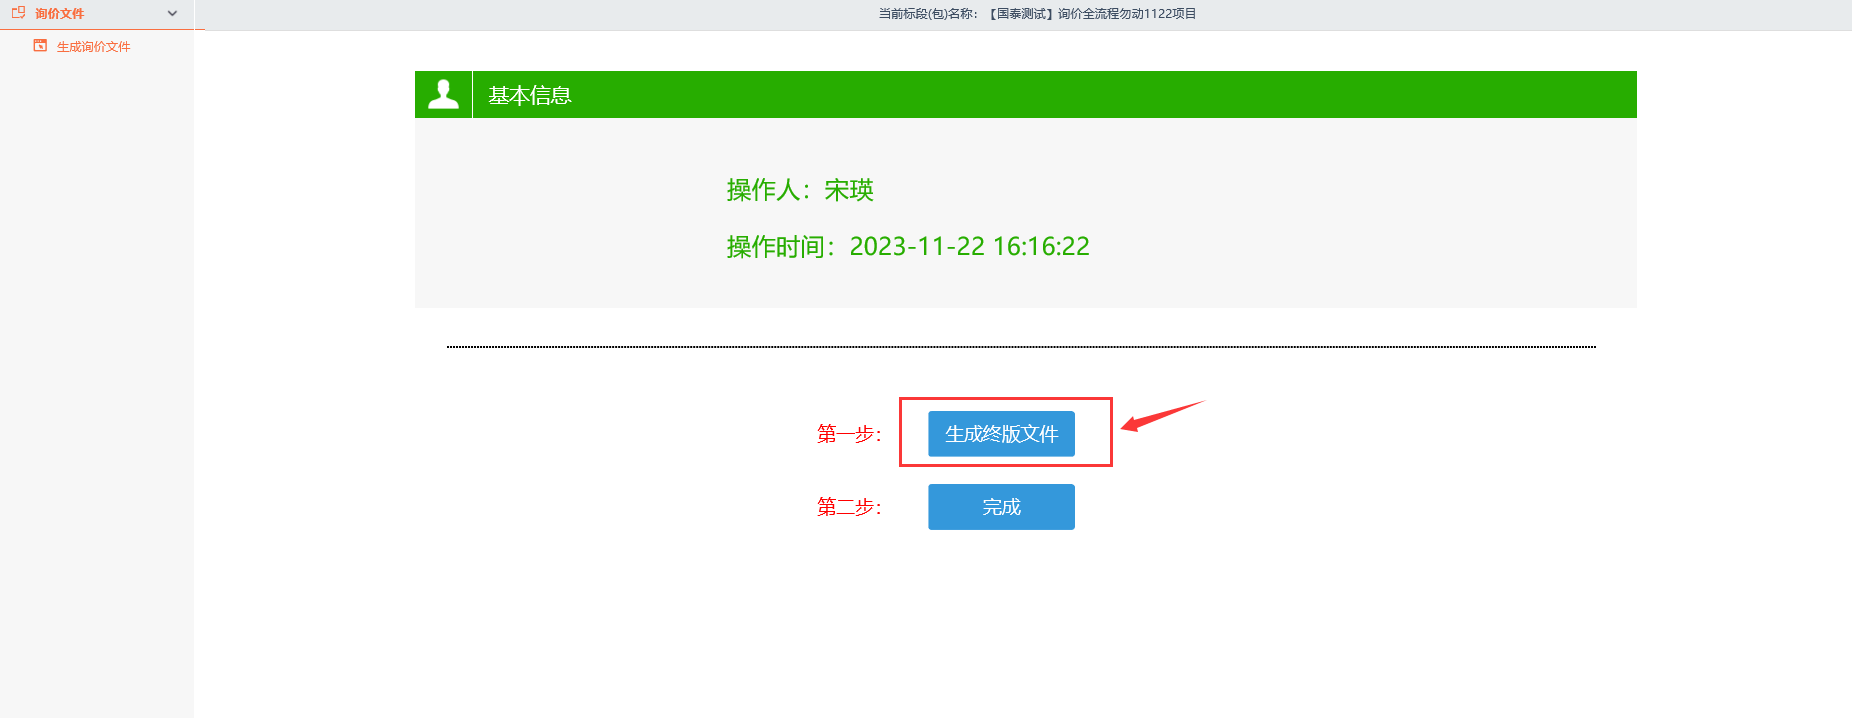 询价文件
当前标段(包)名称：【国泰测试】询价全流程勿动1122项目
生成询价文件
基本信息
操作人：宋瑛
操作时间：2023-11-22 16:16:22
第一步：
生成终版文件
第二步：
完成